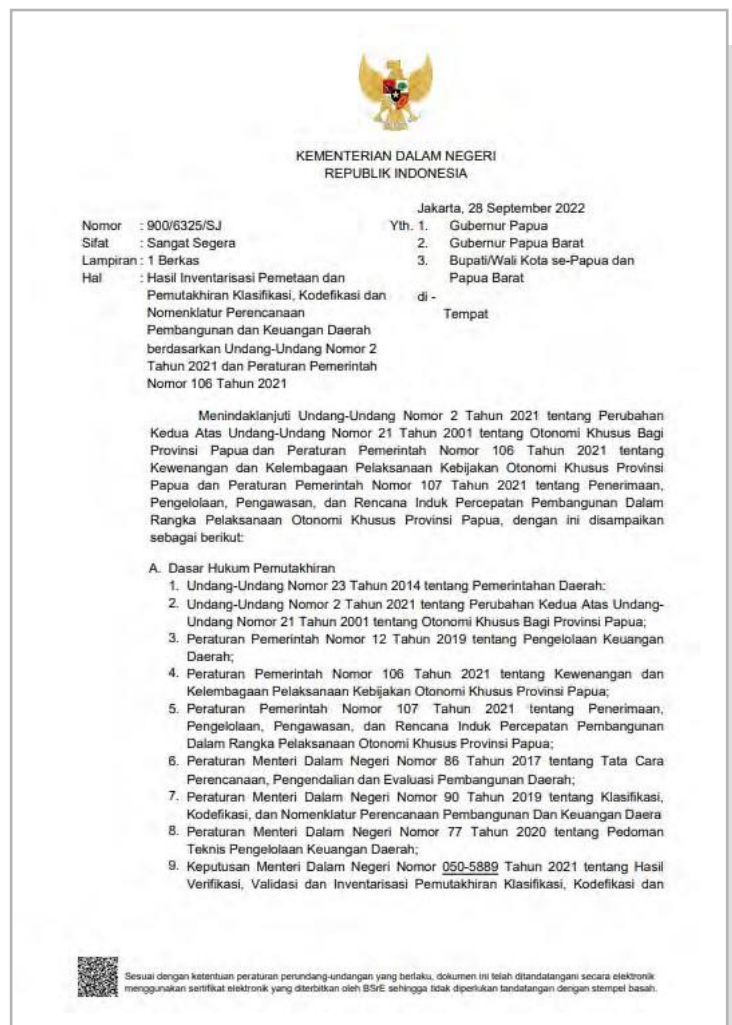 KEMENTERIAN DALAM NEGERI
REPUBLIK INDONESIA
Jakarta, 28 September 2022
Nomor : 900/6325/SJ
Sifat : Sangat Segera
Lampiran : 1 Berkas
Hal : Hasil Inventarisasi Pemetaan dan
Pemutakhiran Klasifikasi, Kodefikasi dan
Nomenklatur Perencanaan
Pembangunan dan Keuangan Daerah
berdasarkan Undang-Undang Nomor 2
Tahun 2021 dan Peraturan Pemerintah
Nomor 106 Tahun 2021
Yth. 1. Gubernur Papua
2. Gubernur Papua Barat
3. Bupati/Wali Kota se-Papua dan
Papua Barat
di -
Tempat
Menindaklanjuti Undang-Undang Nomor 2 Tahun 2021 tentang Perubahan
Kedua Atas Undang-Undang Nomor 21 Tahun 2001 tentang Otonomi Khusus Bagi
Provinsi Papua dan Peraturan Pemerintah Nomor 106 Tahun 2021 tentang
Kewenangan dan Kelembagaan Pelaksanaan Kebijakan Otonomi Khusus Provinsi
Papua dan Peraturan Pemerintah Nomor 107 Tahun 2021 tentang Penerimaan,
Pengelolaan, Pengawasan, dan Rencana Induk Percepatan Pembangunan Dalam
Rangka Pelaksanaan Otonomi Khusus Provinsi Papua, dengan ini disampaikan
sebagai berikut:
A. Dasar Hukum Pemutakhiran
1. Undang-Undang Nomor 23 Tahun 2014 tentang Pemerintahan Daerah:
2. Undang-Undang Nomor 2 Tahun 2021 tentang Perubahan Kedua Atas Undang-
Undang Nomor 21 Tahun 2001 tentang Otonomi Khusus Bagi Provinsi Papua;
3. Peraturan Pemerintah Nomor 12 Tahun 2019 tentang Pengelolaan Keuangan
Daerah;
4. Peraturan Pemerintah Nomor 106 Tahun 2021 tentang Kewenangan dan
Kelembagaan Pelaksanaan Kebijakan Otonomi Khusus Provinsi Papua;
5. Peraturan Pemerintah Nomor 107 Tahun 2021 tentang Penerimaan,
Pengelolaan, Pengawasan, dan Rencana Induk Percepatan Pembangunan
Dalam Rangka Pelaksanaan Otonomi Khusus Provinsi Papua;
6. Peraturan Menteri Dalam Negeri Nomor 86 Tahun 2017 tentang Tata Cara
Perencanaan, Pengendalian dan Evaluasi Pembangunan Daerah;
7. Peraturan Menteri Dalam Negeri Nomor 90 Tahun 2019 tentang Klasifikasi,
Kodefikasi, dan Nomenklatur Perencanaan Pembangunan Dan Keuangan Daera
8. Peraturan Menteri Dalam Negeri Nomor 77 Tahun 2020 tentang Pedoman
Teknis Pengelolaan Keuangan Daerah;
9. Keputusan Menteri Dalam Negeri Nomor 050-5889 Tahun 2021 tentang Hasil
Verifikasi, Validasi dan Inventarisasi Pemutakhiran Klasifikasi, Kodefikasi dan
Sesuai dengan ketentuan peraturan perundang-undangan yang berlaku, dokumen ini telah ditandatangani secara elektronik
menggunakan sertifikat elektronik yang diterbitkan oleh BSrE sehingga tidak diperlukan tandatangan dengan stempel basah.